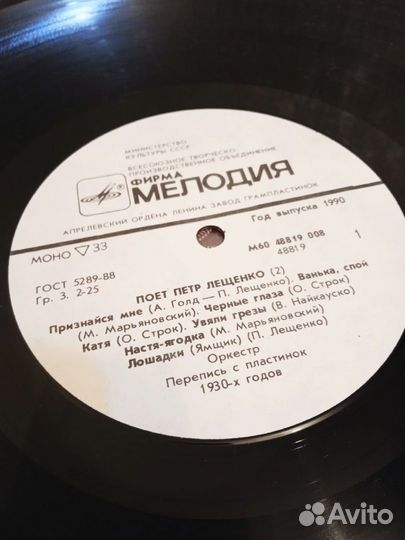 МИНИСТЕРСТВО
КУЛЬТУРЫ СССР
ВСЕСОЮЗНОЕ ТВОРЧЕСКО-
ПРОИЗВОДСТВЕННОЕ ОБЪЕДИНЕНИЕ
ФИРМА
МЕЛОДИЯ
АПРЕЛЕВСКИЙ ОРДЕНА ЛЕНИНА ЗАВОД ГРАМПЛАСТИНОК
МОНО ▽ 33
Год выпуска 1990
ГОСТ 5289-88
Гр. 3. 2-25
М60 48819 008
48819
1
ПОЕТ ПЕТР ЛЕЩЕНКО (2)
Признайся мне (А. Голд — П. Лещенко). Ванька, спой
(М. Марьяновский). Черные глаза (О. Строк)
Катя (О. Строк). Увяли грезы (В. Найкауско)
Настя-ягодка (М. Марьяновский)
Лошадки (Ямщик) (П. Лещенко)
Оркестр
Перепись с пластинок
1930-х годов
Avito